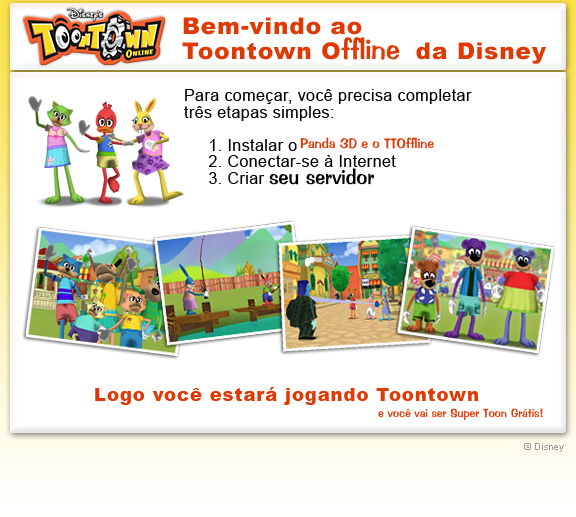 Disney's
TOONTOWN
ONLINE
Bem-vindo ao
Toontown Offline da Disney
Para começar, você precisa completar
três etapas simples:
1. Instalar o Panda 3D e o TTOffline
2. Conectar-se à Internet
3. Criar seu servidor
Logo você estará jogando Toontown
e você vai ser Super Toon Grátis!
© Disney